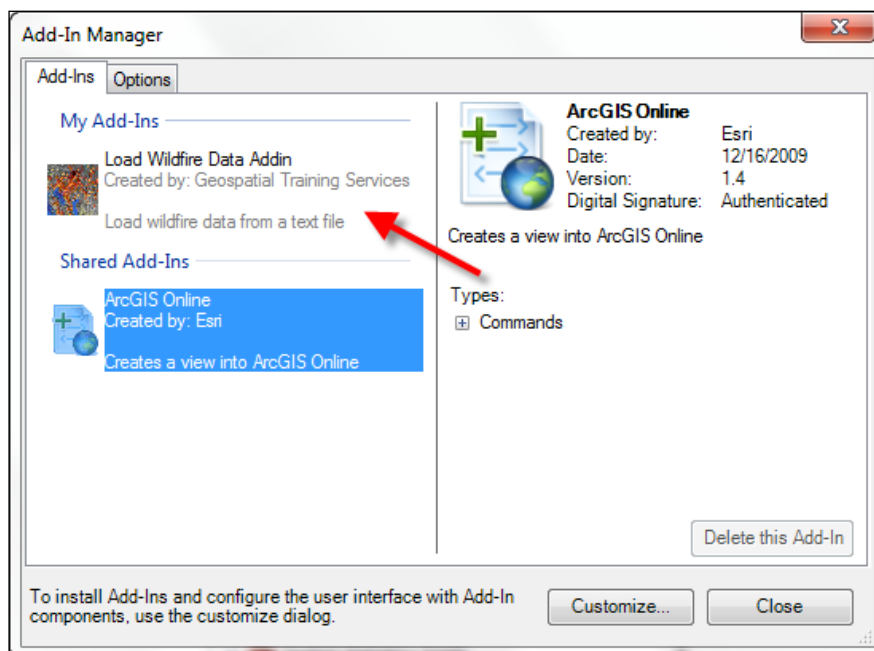 Add-In Manager
Add-Ins
Options
My Add-Ins
Load Wildfire Data Addin
Created by: Geospatial Training Services
Load wildfire data from a text file
Shared Add-Ins
ArcGIS Online
Created by: Esri
Creates a view into ArcGIS Online
ArcGIS Online
Created by: Esri
Date: 12/16/2009
Version: 1.4
Digital Signature: Authenticated
Creates a view into ArcGIS Online
Types:
Commands
Delete this Add-In
To install Add-Ins and configure the user interface with Add-In
components, use the customize dialog.
Customize...
Close